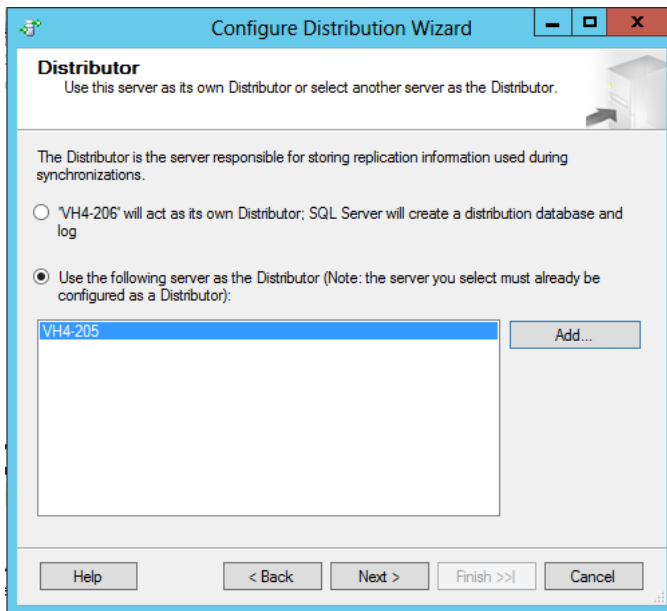 Configure Distribution Wizard
Distributor
Use this server as its own Distributor or select another server as the Distributor.
The Distributor is the server responsible for storing replication information used during
synchronizations.
'VH4-206' will act as its own Distributor; SQL Server will create a distribution database and
log
Use the following server as the Distributor (Note: the server you select must already be
configured as a Distributor):
VH4-205
Add...
Help
< Back
Next >
Finish >>|
Cancel